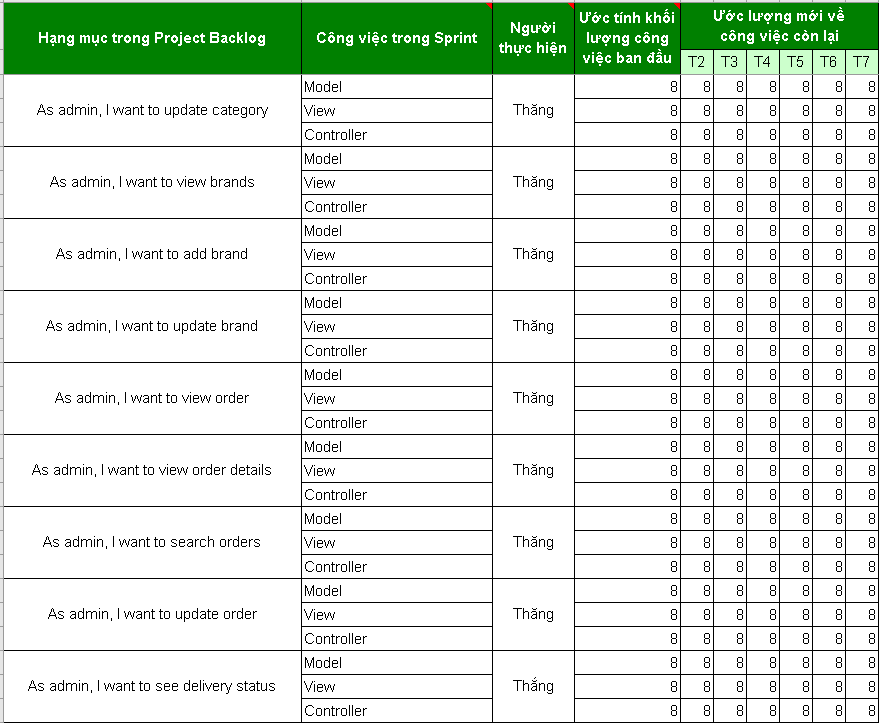 Hạng mục trong Project Backlog
Công việc trong Sprint
Người
thực hiện
Ước tính khối
lượng công
việc ban đầu
Ước lượng mới về
công việc còn lại
T2 T3 T4 T5 T6 T7
As admin, I want to update category
Thăng
Model 8 8 8 8 8 8 8
View 8 8 8 8 8 8 8
Controller 8 8 8 8 8 8 8
As admin, I want to view brands
Thăng
Model 8 8 8 8 8 8 8
View 8 8 8 8 8 8 8
Controller 8 8 8 8 8 8 8
As admin, I want to add brand
Thăng
Model 8 8 8 8 8 8 8
View 8 8 8 8 8 8 8
Controller 8 8 8 8 8 8 8
As admin, I want to update brand
Thăng
Model 8 8 8 8 8 8 8
View 8 8 8 8 8 8 8
Controller 8 8 8 8 8 8 8
As admin, I want to view order
Thăng
Model 8 8 8 8 8 8 8
View 8 8 8 8 8 8 8
Controller 8 8 8 8 8 8 8
As admin, I want to view order details
Thăng
Model 8 8 8 8 8 8 8
View 8 8 8 8 8 8 8
Controller 8 8 8 8 8 8 8
As admin, I want to search orders
Thăng
Model 8 8 8 8 8 8 8
View 8 8 8 8 8 8 8
Controller 8 8 8 8 8 8 8
As admin, I want to update order
Thăng
Model 8 8 8 8 8 8 8
View 8 8 8 8 8 8 8
Controller 8 8 8 8 8 8 8
As admin, I want to see delivery status
Thắng
Model 8 8 8 8 8 8 8
View 8 8 8 8 8 8 8
Controller 8 8 8 8 8 8 8